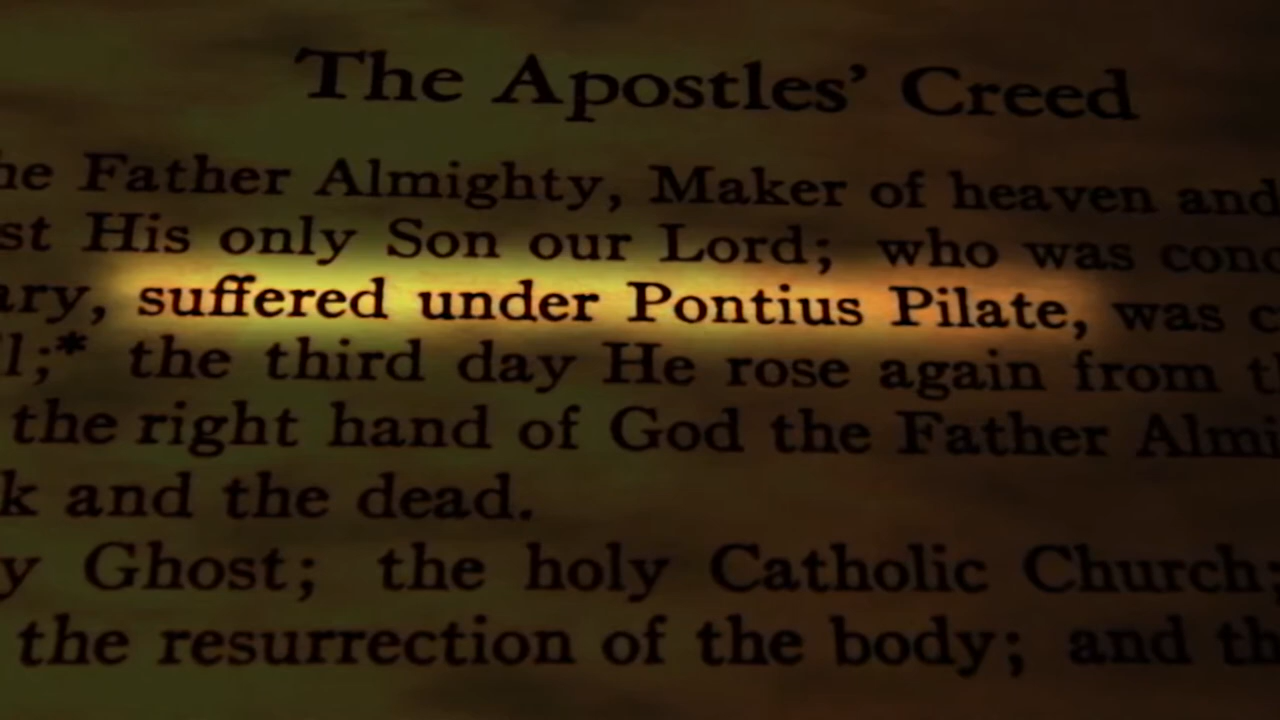 The Apostles’ Creed
he Father Almighty, Maker of heaven and
st His only Son our Lord; who was conc
ary, suffered under Pontius Pilate, was c
l;* the third day He rose again from t
the right hand of God the Father Almi
k and the dead.
y Ghost; the holy Catholic Church;
the resurrection of the body; and th